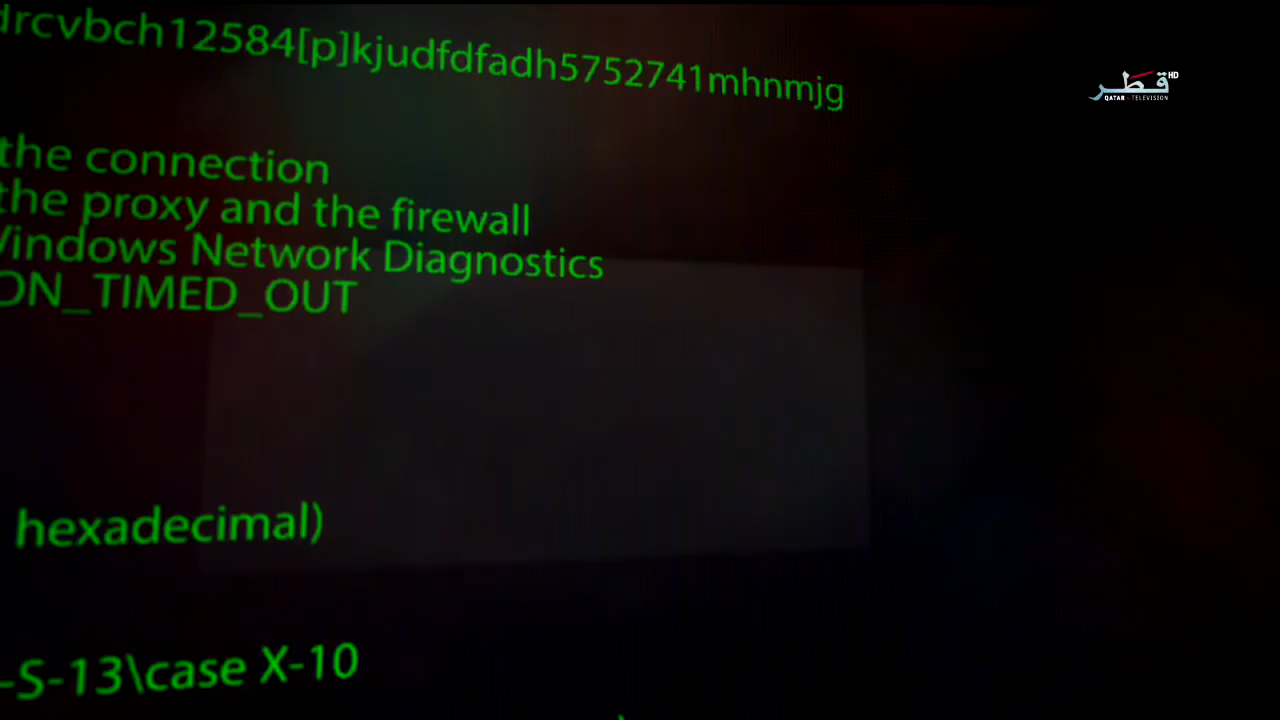 drcvbch12584[p]kjudfdfadh5752741mhnmjg
قطر HD
QATAR TELEVISION
the connection
the proxy and the firewall
Windows Network Diagnostics
ON_TIMED_OUT
hexadecimal)
-S-13\case X-10